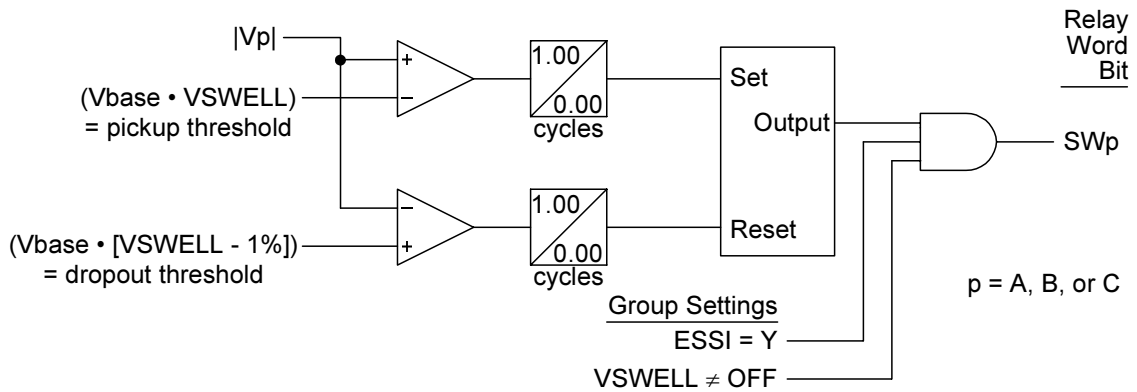 |Vp|
(Vbase • VSWELL)
= pickup threshold
+
−
1.00
0.00
cycles
Set
Output
Reset
(Vbase • [VSWELL - 1%])
= dropout threshold
−
+
1.00
0.00
cycles
Group Settings
ESSI = Y
VSWELL ≠ OFF
Relay
Word
Bit
SWp
p = A, B, or C